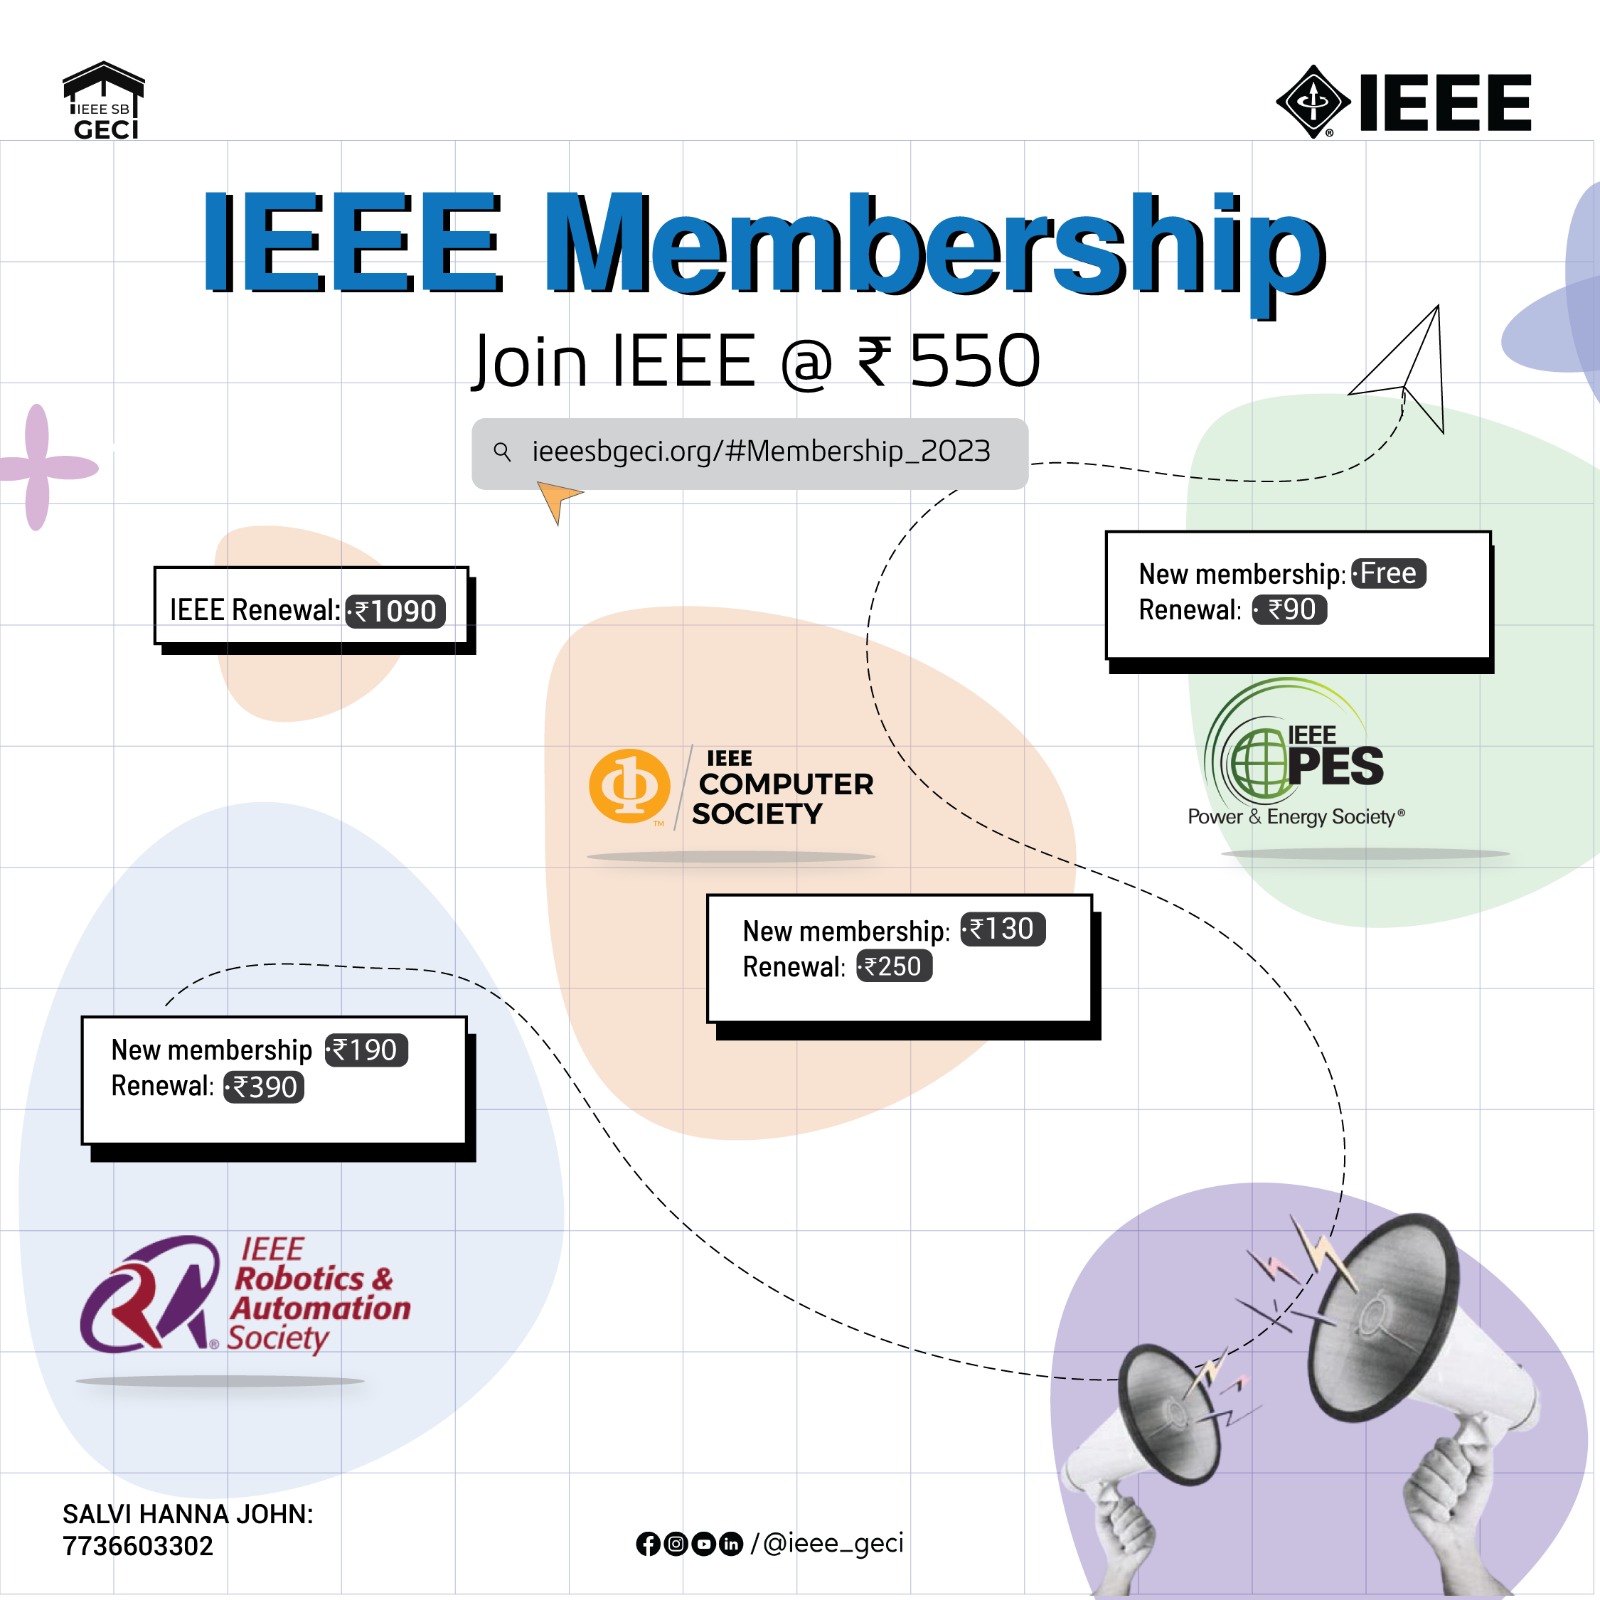 IEEE SB
GECI
IEEE
IEEE Membership
Join IEEE @ ₹ 550
ieeesbgeci.org/#Membership_2023
IEEE Renewal: ·₹1090
New membership: ·Free
Renewal: · ₹90
IEEE
PES
Power & Energy Society®
IEEE
COMPUTER
SOCIETY
TM
New membership: ·₹130
Renewal: ·₹250
New membership ·₹190
Renewal: ·₹390
IEEE
Robotics &
Automation
Society
SALVI HANNA JOHN:
7736603302
/@ieee_geci